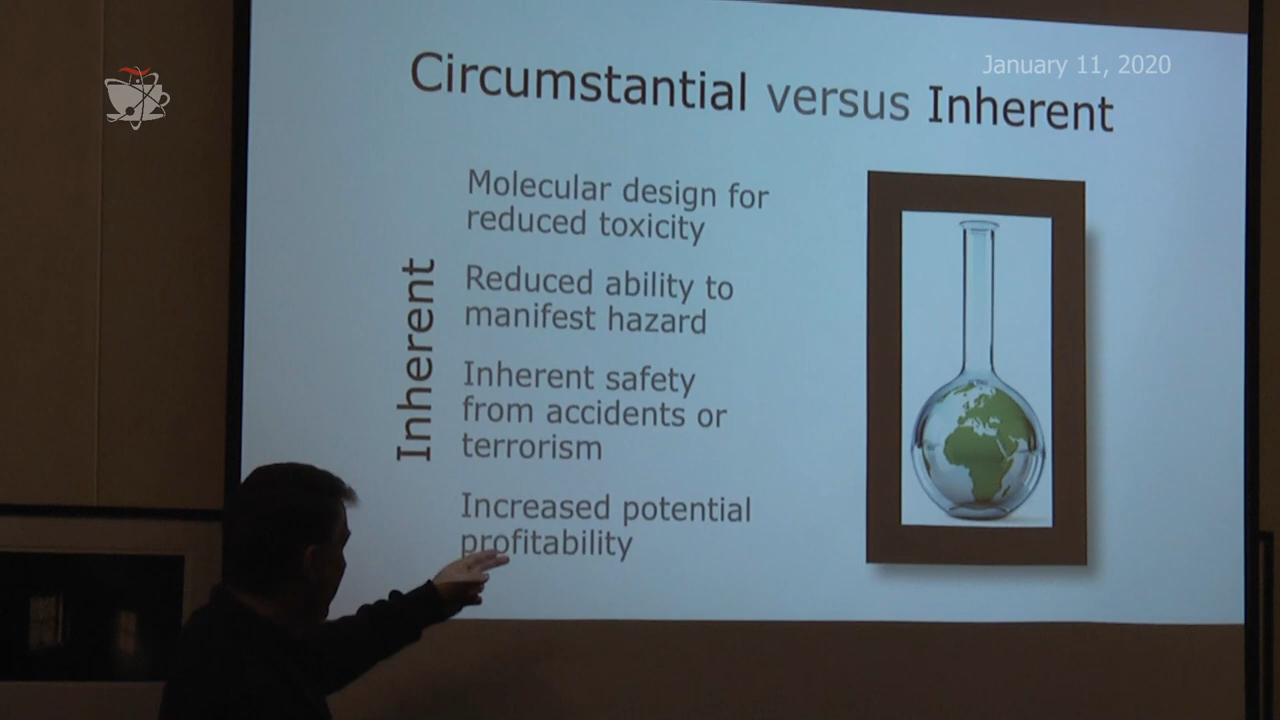 January 11, 2020
Circumstantial versus Inherent
Inherent
Molecular design for
reduced toxicity
Reduced ability to
manifest hazard
Inherent safety
from accidents or
terrorism
Increased potential
profitability